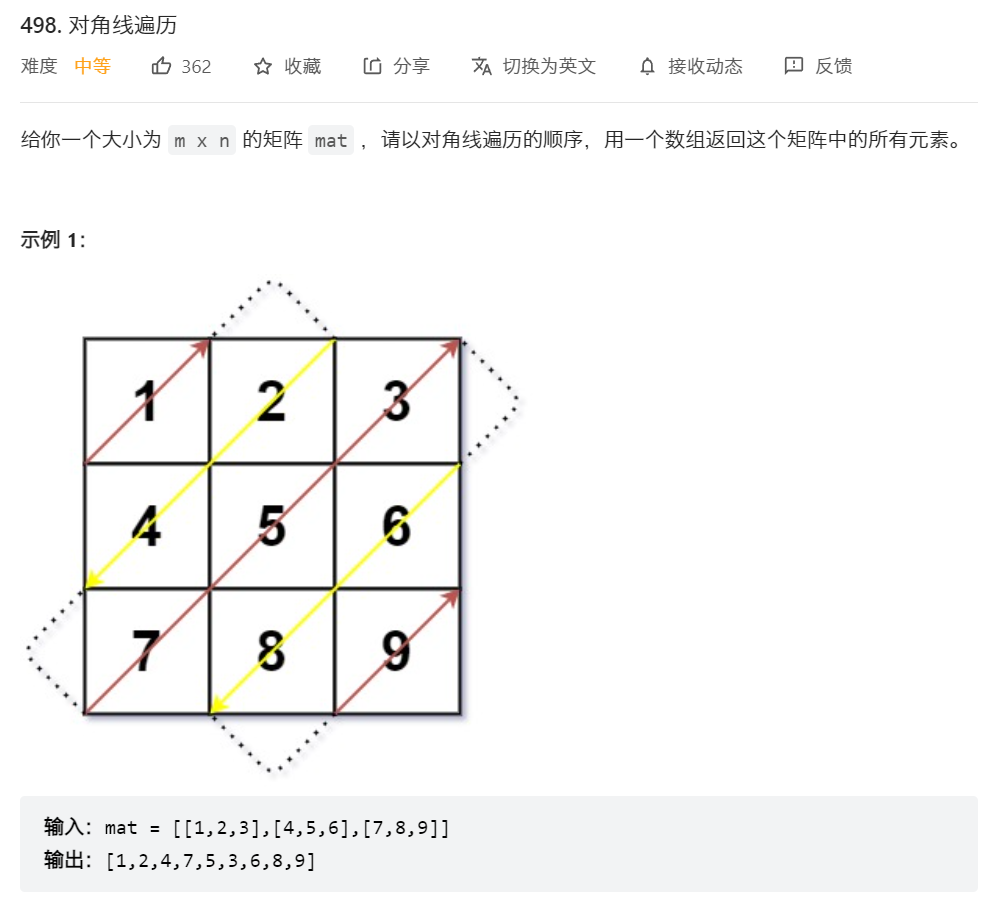 498. 对角线遍历
难度 中等 362 收藏 分享 切换为英文 接收动态 反馈
给你一个大小为 m x n 的矩阵 mat ，请以对角线遍历的顺序，用一个数组返回这个矩阵中的所有元素。
示例 1：
1 2 3
4 5 6
7 8 9
输入：mat = [[1,2,3],[4,5,6],[7,8,9]]
输出：[1,2,4,7,5,3,6,8,9]